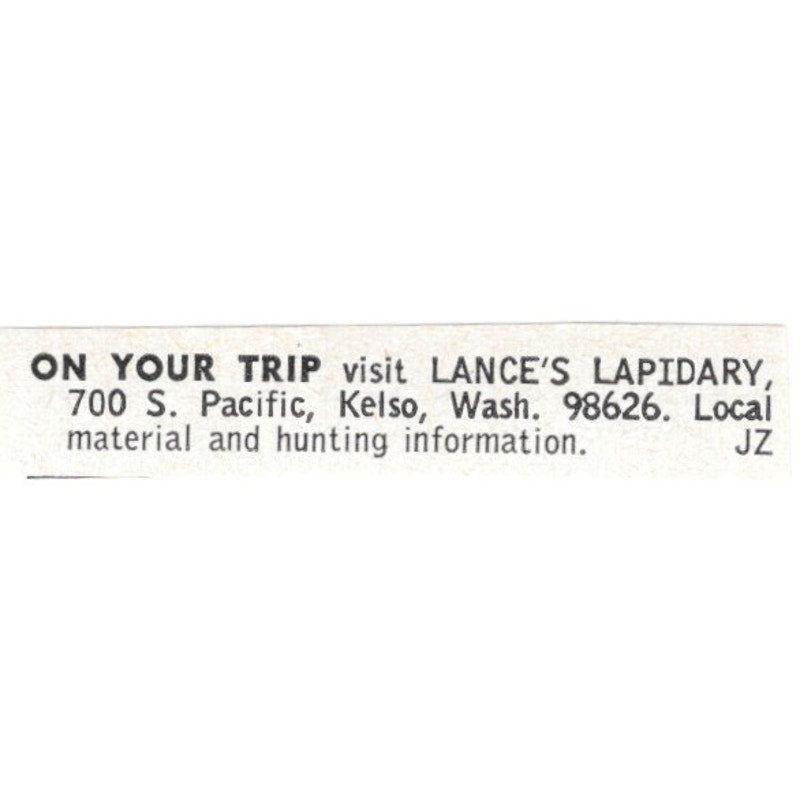 ON YOUR TRIP visit LANCE'S LAPIDARY,
700 S. Pacific, Kelso, Wash. 98626. Local
material and hunting information. JZ